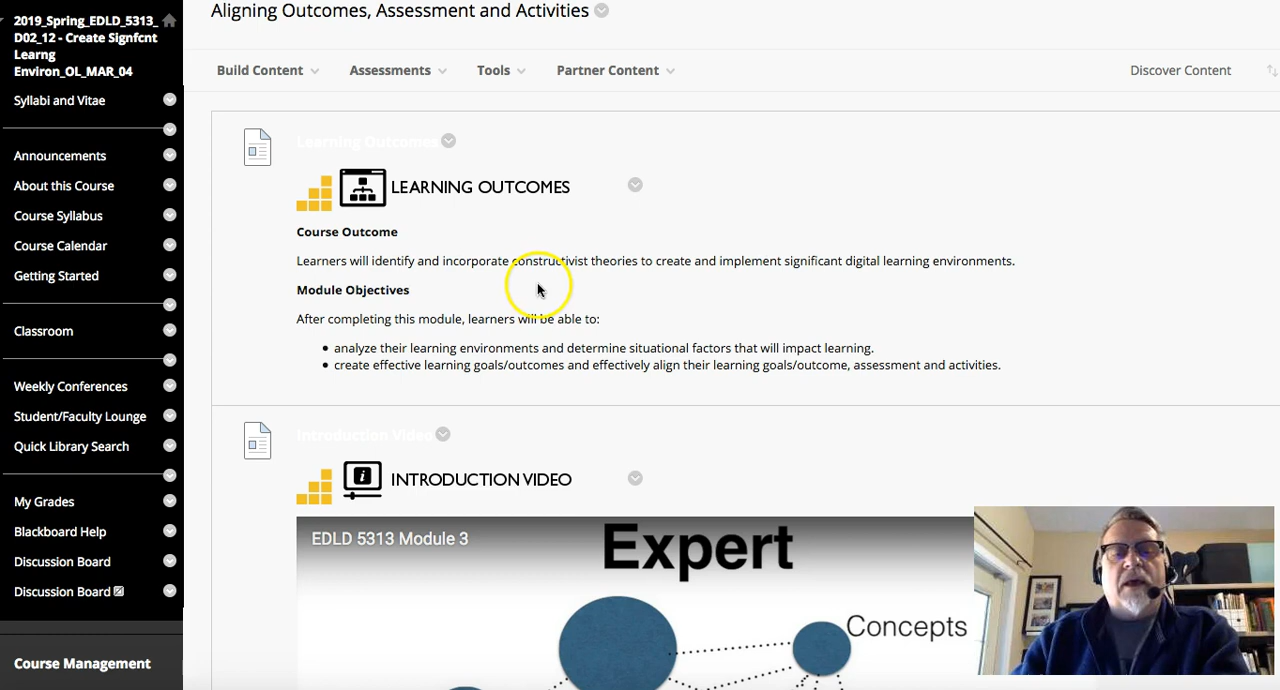 2019_Spring_EDLD_5313_
D02_12 - Create Signfcnt
Learng
Environ_OL_MAR_04
Syllabi and Vitae
Announcements
About this Course
Course Syllabus
Course Calendar
Getting Started
Classroom
Weekly Conferences
Student/Faculty Lounge
Quick Library Search
My Grades
Blackboard Help
Discussion Board
Discussion Board
Course Management
Aligning Outcomes, Assessment and Activities
Build Content Assessments Tools Partner Content Discover Content
Learning Outcomes
LEARNING OUTCOMES
Course Outcome
Learners will identify and incorporate constructivist theories to create and implement significant digital learning environments.
Module Objectives
After completing this module, learners will be able to:
• analyze their learning environments and determine situational factors that will impact learning.
• create effective learning goals/outcomes and effectively align their learning goals/outcome, assessment and activities.
Introduction Video
INTRODUCTION VIDEO
EDLD 5313 Module 3
Expert
Concepts